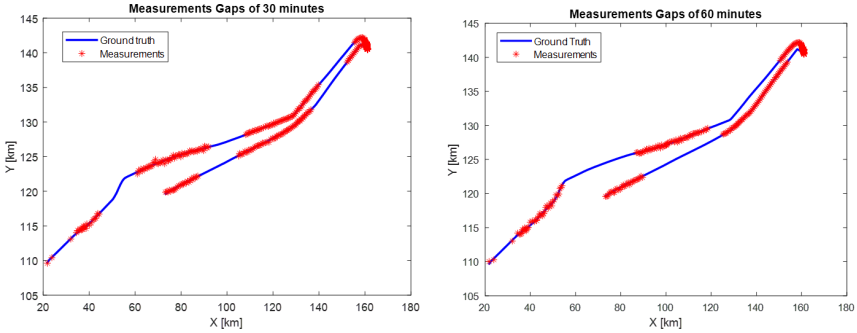 Measurements Gaps of 30 minutes
145
140
135
130
125
120
115
110
105
Y [km]
Ground truth
Measurements
20 40 60 80 100 120 140 160 180
X [km]
Measurements Gaps of 60 minutes
145
140
135
130
125
120
115
110
105
Y [km]
Ground Truth
Measurements
20 40 60 80 100 120 140 160 180
X [km]